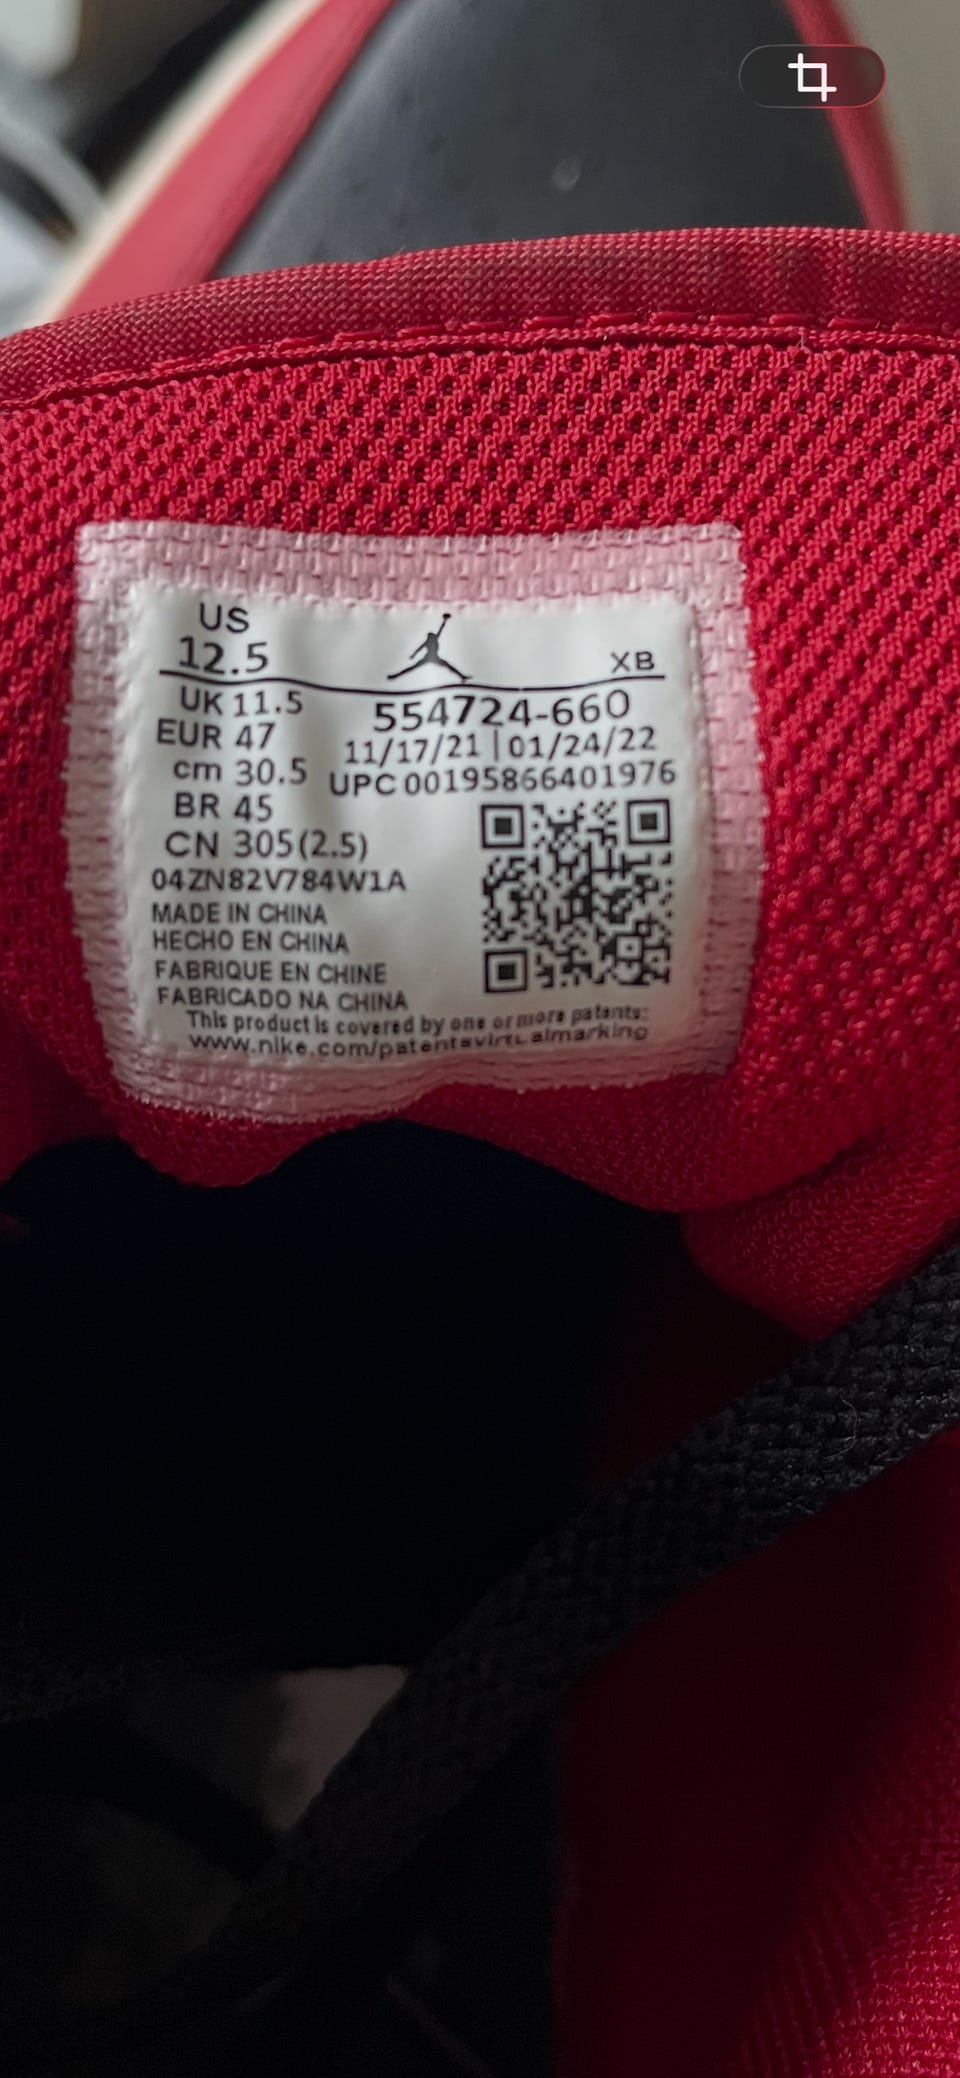 US
12.5
XB
UK 11.5
554724-660
EUR 47
11/17/21 | 01/24/22
cm 30.5
UPC 00195866401976
BR 45
CN 305(2.5)
04ZN82V784W1A
MADE IN CHINA
HECHO EN CHINA
FABRIQUE EN CHINE
FABRICADO NA CHINA
This product is covered by one or more patents:
www.nike.com/patentsvirtualmarking